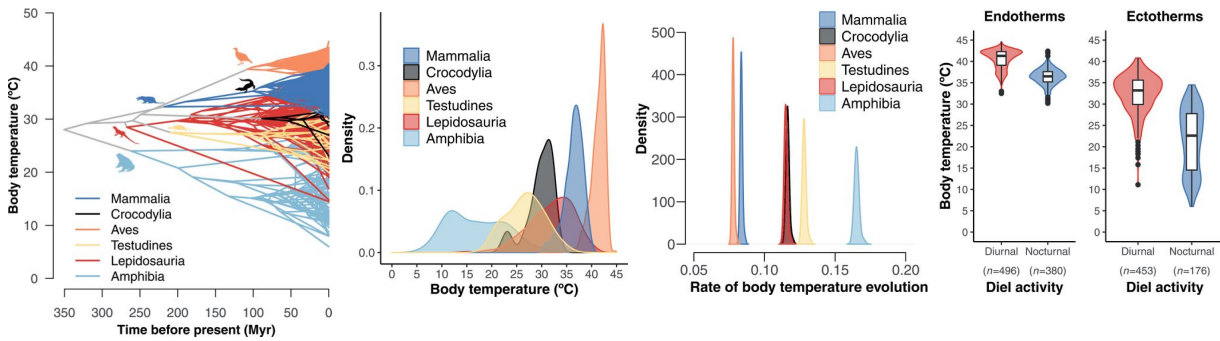 50
40
30
20
10
0
Body temperature (°C)
Mammalia
Crocodylia
Aves
Testudines
Lepidosauria
Amphibia
350 300 250 200 150 100 50 0
Time before present (Myr)
0.3
0.2
0.1
0.0
Density
Mammalia
Crocodylia
Aves
Testudines
Lepidosauria
Amphibia
0 5 10 15 20 25 30 35 40 45
Body temperature (°C)
500
400
300
200
100
0
Density
Mammalia
Crocodylia
Aves
Testudines
Lepidosauria
Amphibia
0.05 0.10 0.15 0.20
Rate of body temperature evolution
Endotherms
45
40
35
30
25
20
15
10
5
0
Body temperature (°C)
Diurnal Nocturnal
(n=496) (n=380)
Diel activity
Ectotherms
45
40
35
30
25
20
15
10
5
0
Diurnal Nocturnal
(n=453) (n=176)
Diel activity